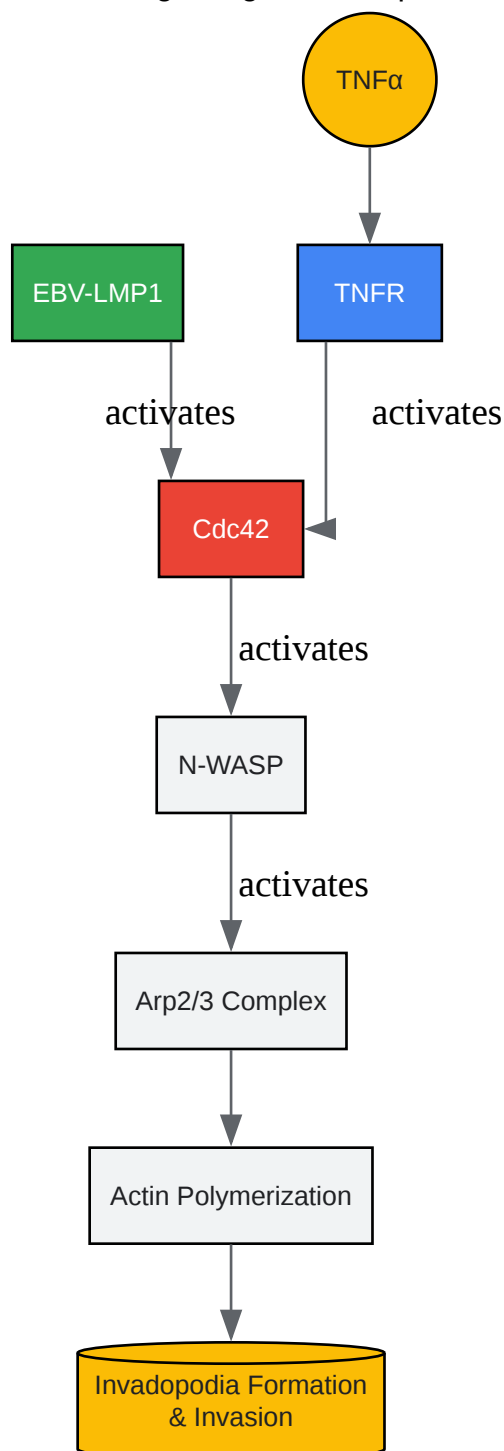 TNFα
EBV-LMP1
TNFR
activates
activates
Cdc42
activates
N-WASP
activates
Arp2/3 Complex
Actin Polymerization
Invadopodia Formation
& Invasion